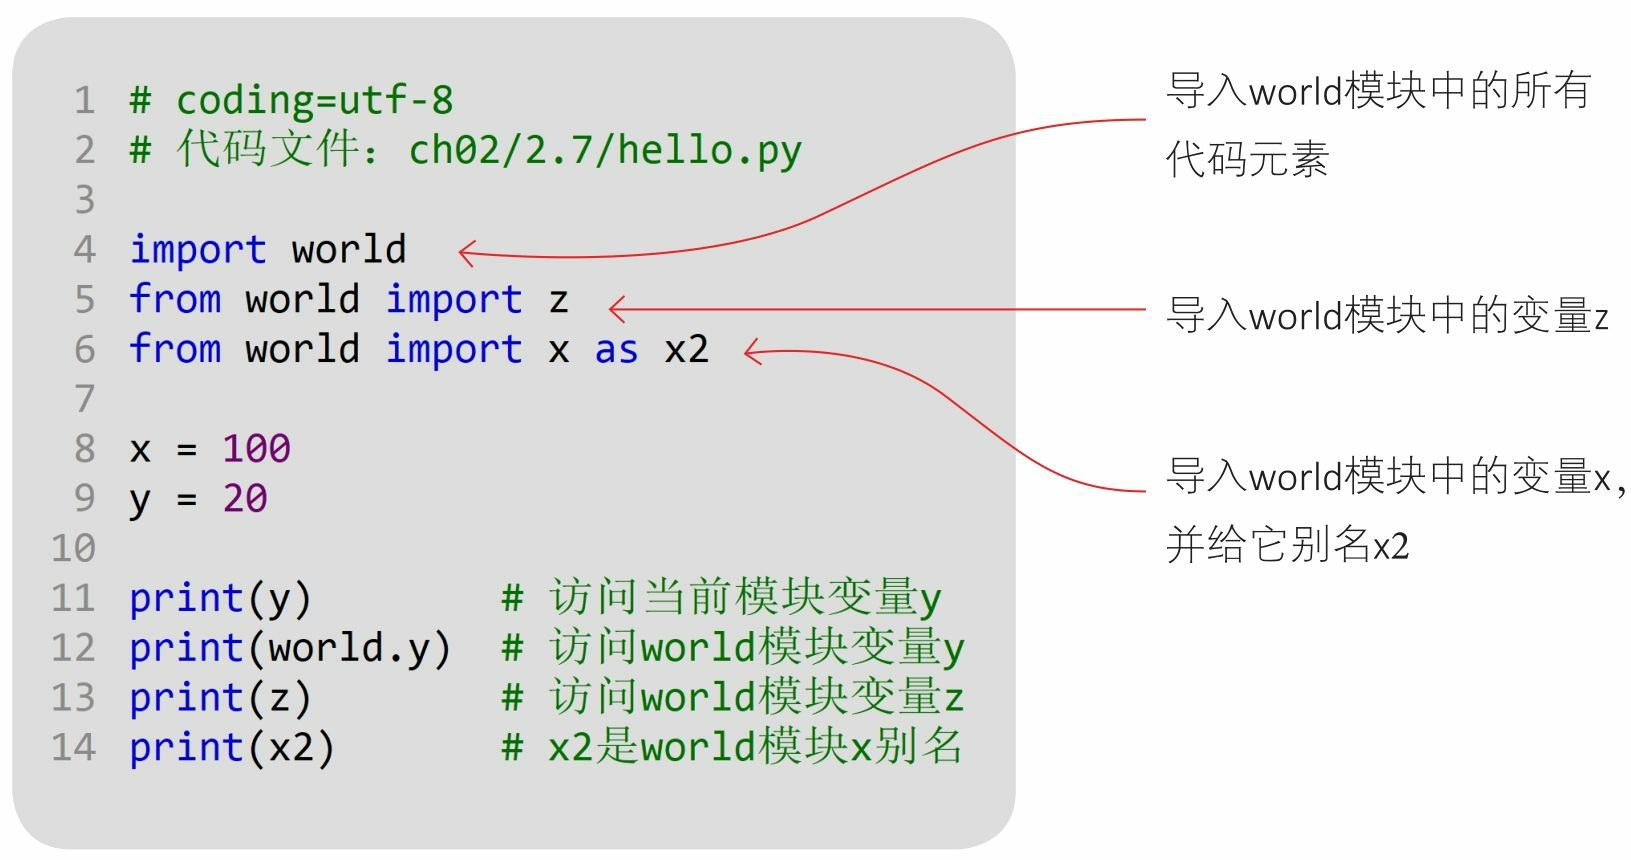 1 # coding=utf-8
2 # 代码文件：ch02/2.7/hello.py
3
4 import world
5 from world import z
6 from world import x as x2
7
8 x = 100
9 y = 20
10
11 print(y)        # 访问当前模块变量y
12 print(world.y)  # 访问world模块变量y
13 print(z)        # 访问world模块变量z
14 print(x2)       # x2是world模块x别名
导入world模块中的所有
代码元素
导入world模块中的变量z
导入world模块中的变量x，
并给它别名x2